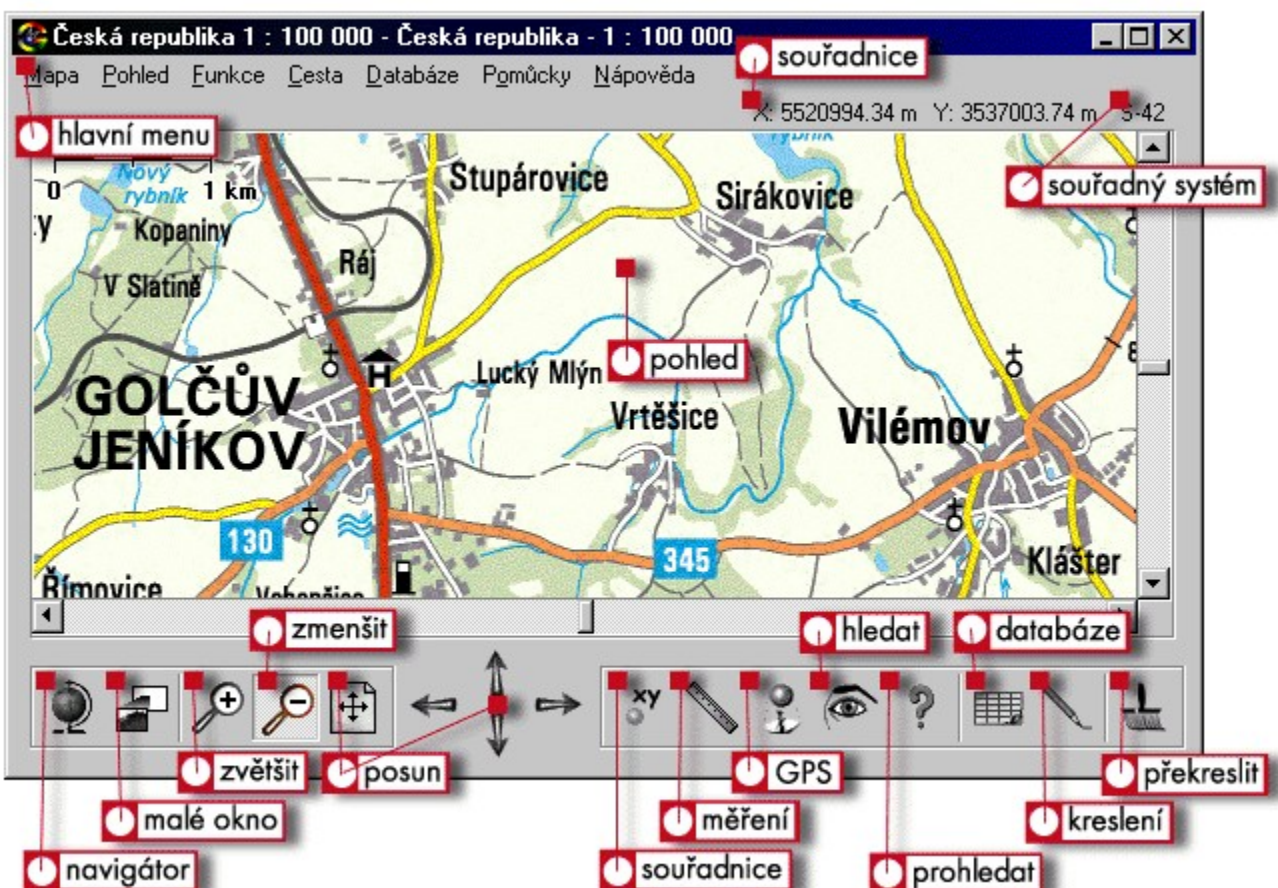 Česká republika 1 : 100 000 - Česká republika - 1 : 100 000
Mapa Pohled Funkce Cesta Databáze Pomůcky Nápověda
souřadnice
X: 5520994.34 m Y: 3537003.74 m S-42
hlavní menu
souřadný systém
0 1 km
Nový
rybník
rybník
Stupárovice
Sirákovice
Kopaniny
Ráj
V Slatině
pohled
H
Lucký Mlýn
GOLČŮV
JENÍKOV
Vrtěšice
Vilémov
8
130
345
Klášter
Římovice
zmenšit
hledat
databáze
xy
?
zvětšit
posun
GPS
překreslit
malé okno
měření
kreslení
navigátor
souřadnice
prohledat